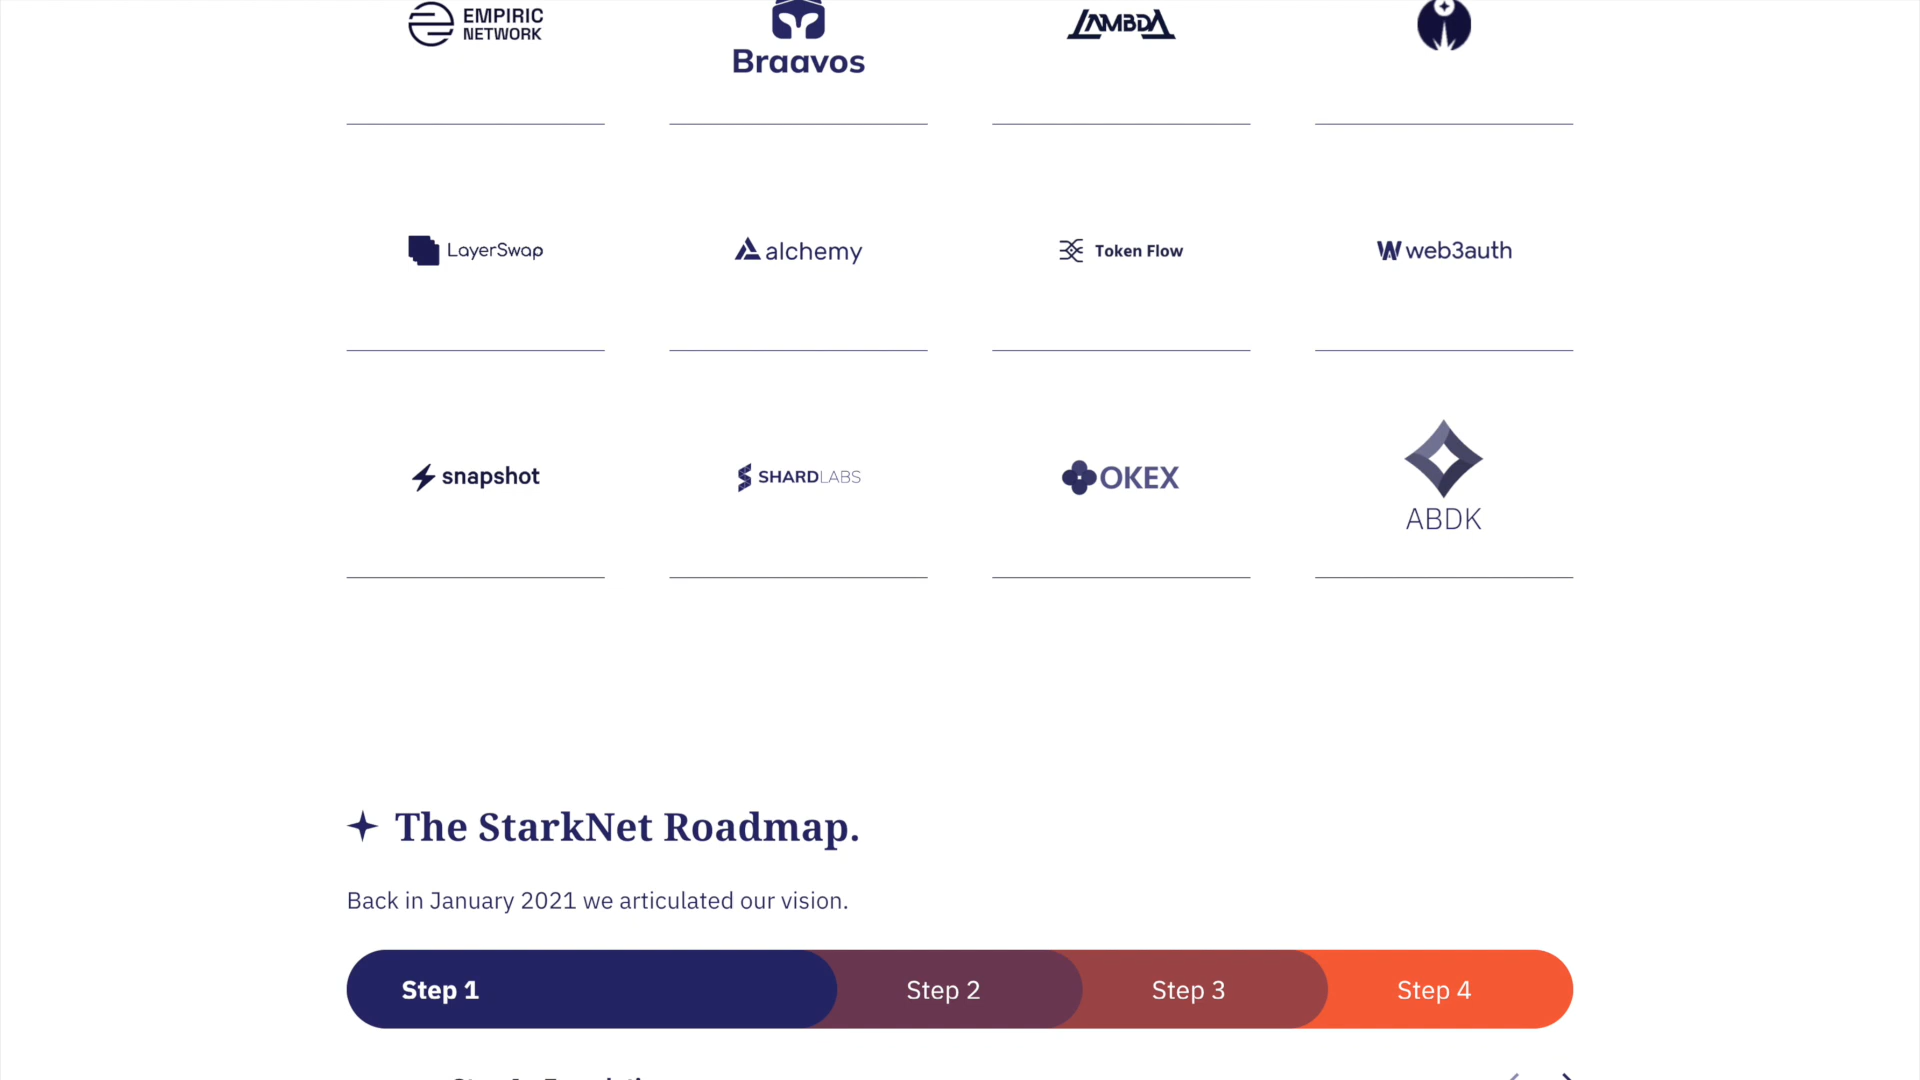 EMPIRIC
NETWORK
Braavos
LAMBDA
LayerSwap
alchemy
Token Flow
web3auth
snapshot
SHARDLABS
OKEX
ABDK
The StarkNet Roadmap.
Back in January 2021 we articulated our vision.
Step 1
Step 2
Step 3
Step 4